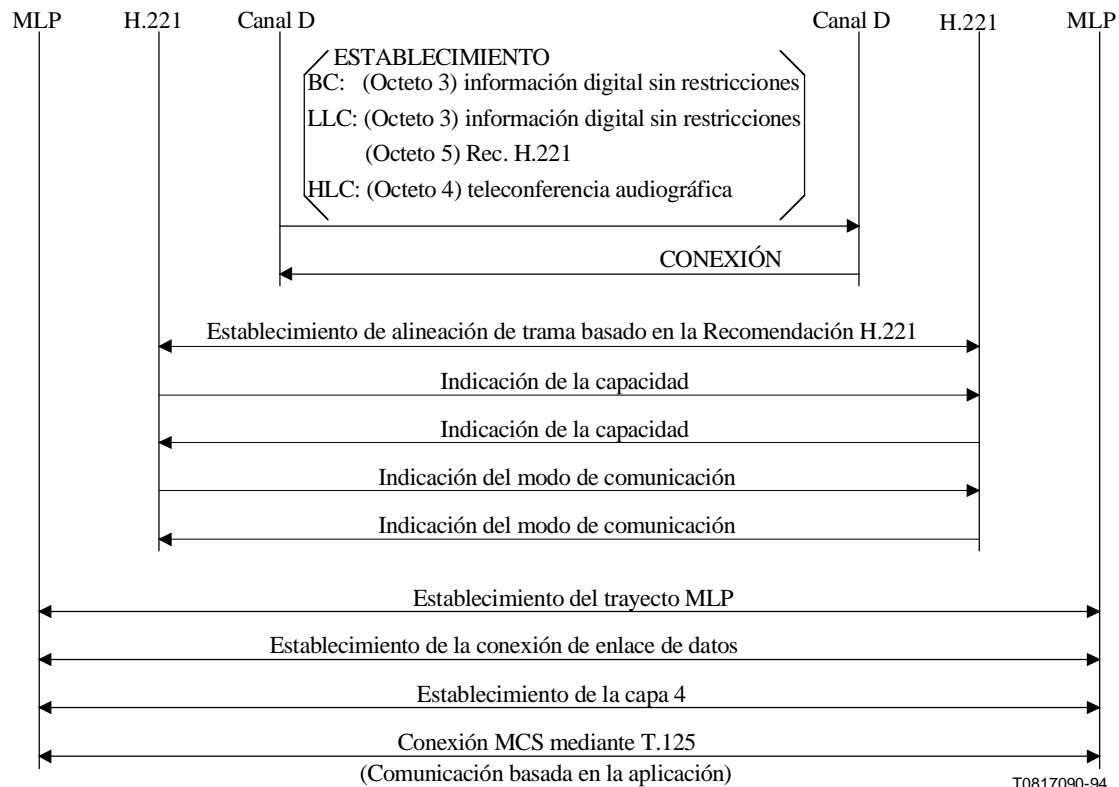 MLP H.221 Canal D Canal D H.221 MLP
ESTABLECIMIENTO
BC: (Octeto 3) información digital sin restricciones
LLC: (Octeto 3) información digital sin restricciones
(Octeto 5) Rec. H.221
HLC: (Octeto 4) teleconferencia audiográfica
CONEXIÓN
Establecimiento de alineación de trama basado en la Recomendación H.221
Indicación de la capacidad
Indicación de la capacidad
Indicación del modo de comunicación
Indicación del modo de comunicación
Establecimiento del trayecto MLP
Establecimiento de la conexión de enlace de datos
Establecimiento de la capa 4
Conexión MCS mediante T.125
(Comunicación basada en la aplicación)
T0817090-94